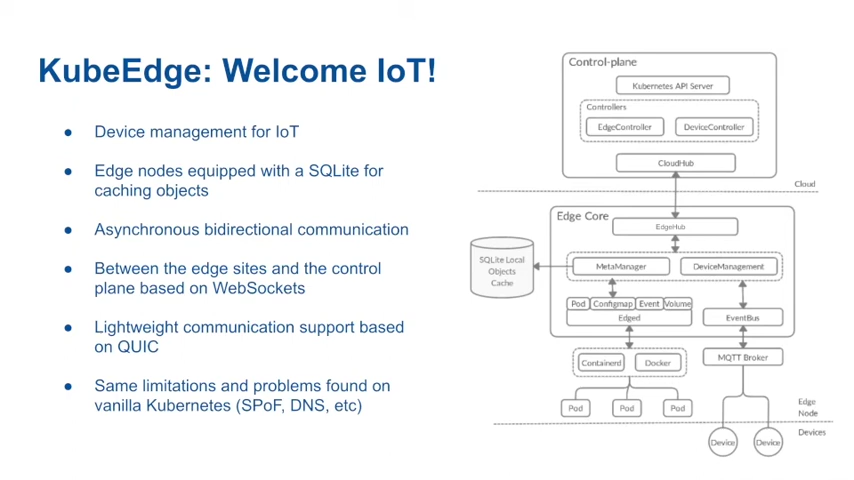 KubeEdge: Welcome IoT!
● Device management for IoT
● Edge nodes equipped with a SQLite for
caching objects
● Asynchronous bidirectional communication
● Between the edge sites and the control
plane based on WebSockets
● Lightweight communication support based
on QUIC
● Same limitations and problems found on
vanilla Kubernetes (SPoF, DNS, etc)
Control-plane
Kubernetes API Server
Controllers
EdgeController
DeviceController
CloudHub
Cloud
Edge Core
EdgeHub
SQLite Local
Objects
Cache
MetaManager
DeviceManagement
Pod
Configmap
Event
Volume
Edged
EventBus
Containerd
Docker
MQTT Broker
Pod
Pod
Pod
Edge
Node
Devices
Device
Device